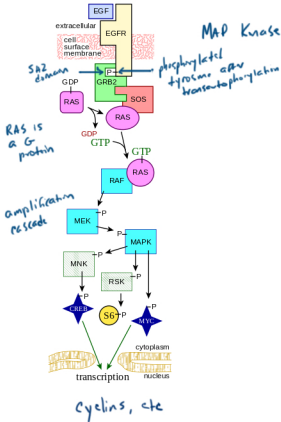 EGF
MAP Kinase
extracellular
EGFR
cell
surface
membrane
SH2
domain
P
phosphorylated
tyrosine after
transautophosphorylation
GRB2
GDP
SOS
RAS
RAS
GDP
RAS is
a G
protein
GTP
GTP
RAS
RAF
amplification
cascade
MEK
P
P
MAPK
MNK
P
RSK
P
P
CREB
S6
P
P
MYC
cytoplasm
transcription
nucleus
cyclins, etc